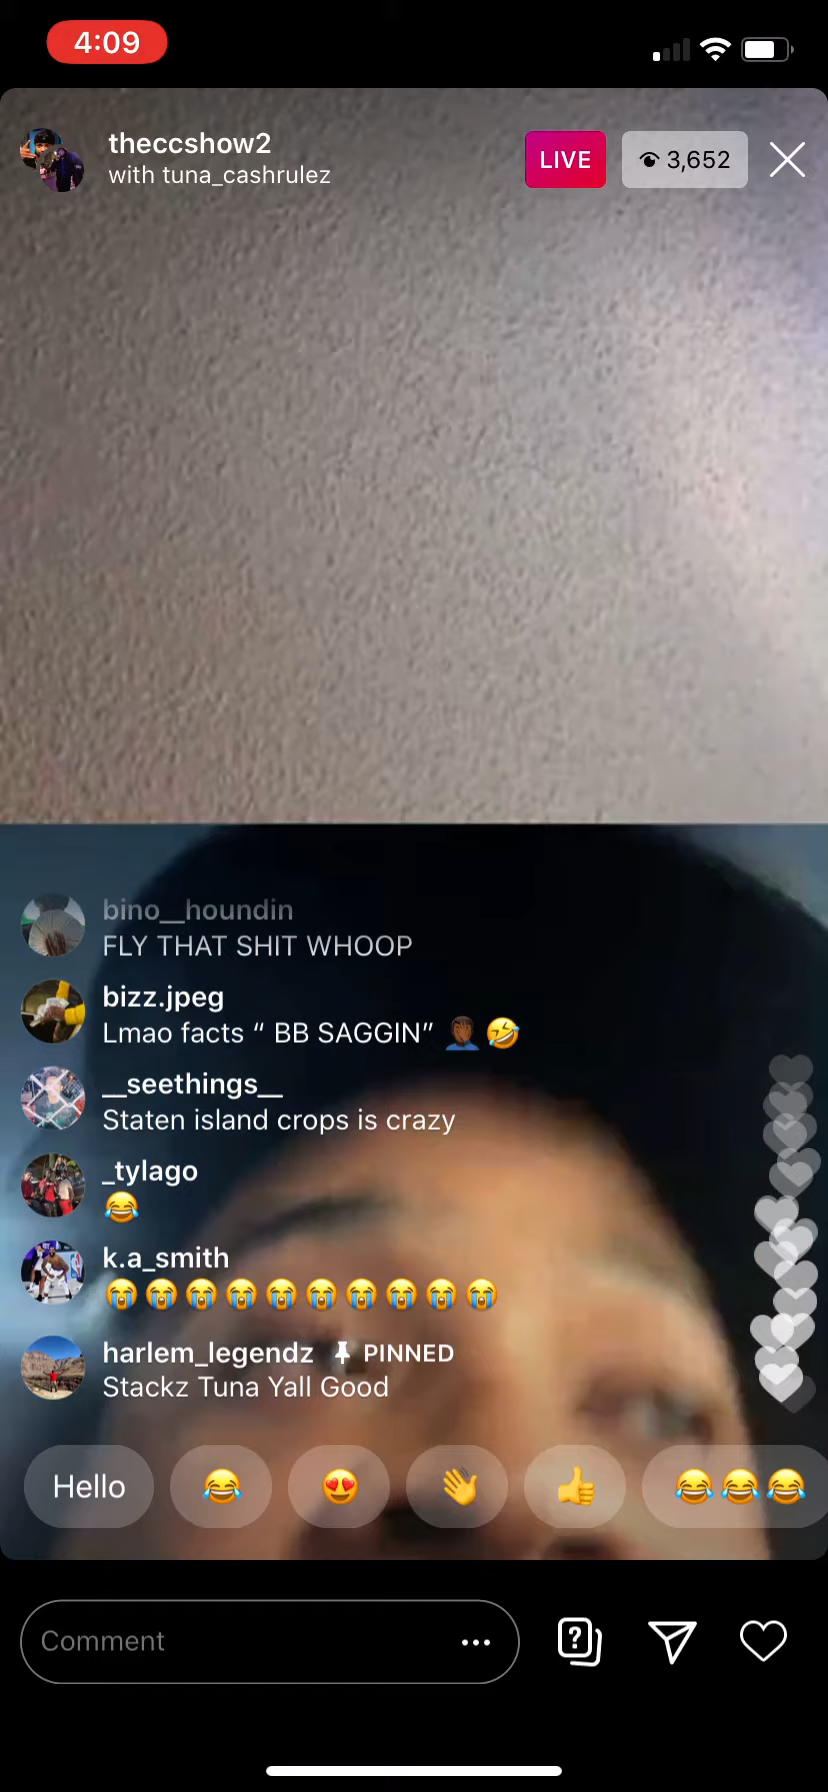 4:09
theccshow2
with tuna_cashrulez
LIVE
3,652
bino__houndin
FLY THAT SHIT WHOOP
bizz.jpeg
Lmao facts “ BB SAGGIN” 🤦🏾‍♂️🤣
__seethings__
Staten island crops is crazy
_tylago
😂
k.a_smith
😭😭😭😭😭😭😭😭😭😭
harlem_legendz 📌 PINNED
Stackz Tuna Yall Good
Hello 😂 😍 👋 👍 😂😂😂
Comment